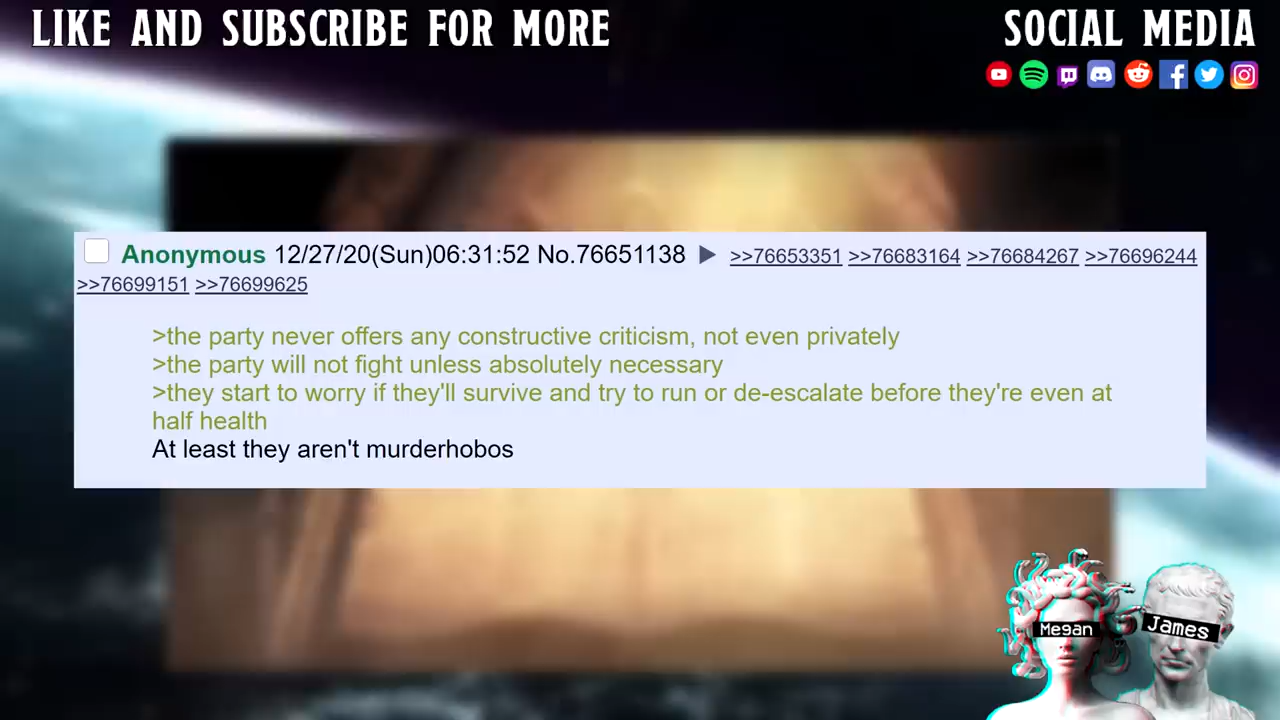 LIKE AND SUBSCRIBE FOR MORE
SOCIAL MEDIA
Anonymous 12/27/20(Sun)06:31:52 No.76651138 ▶ >>76653351 >>76683164 >>76684267 >>76696244
>>76699151 >>76699625
>the party never offers any constructive criticism, not even privately
>the party will not fight unless absolutely necessary
>they start to worry if they'll survive and try to run or de-escalate before they're even at
half health
At least they aren't murderhobos
Megan
James